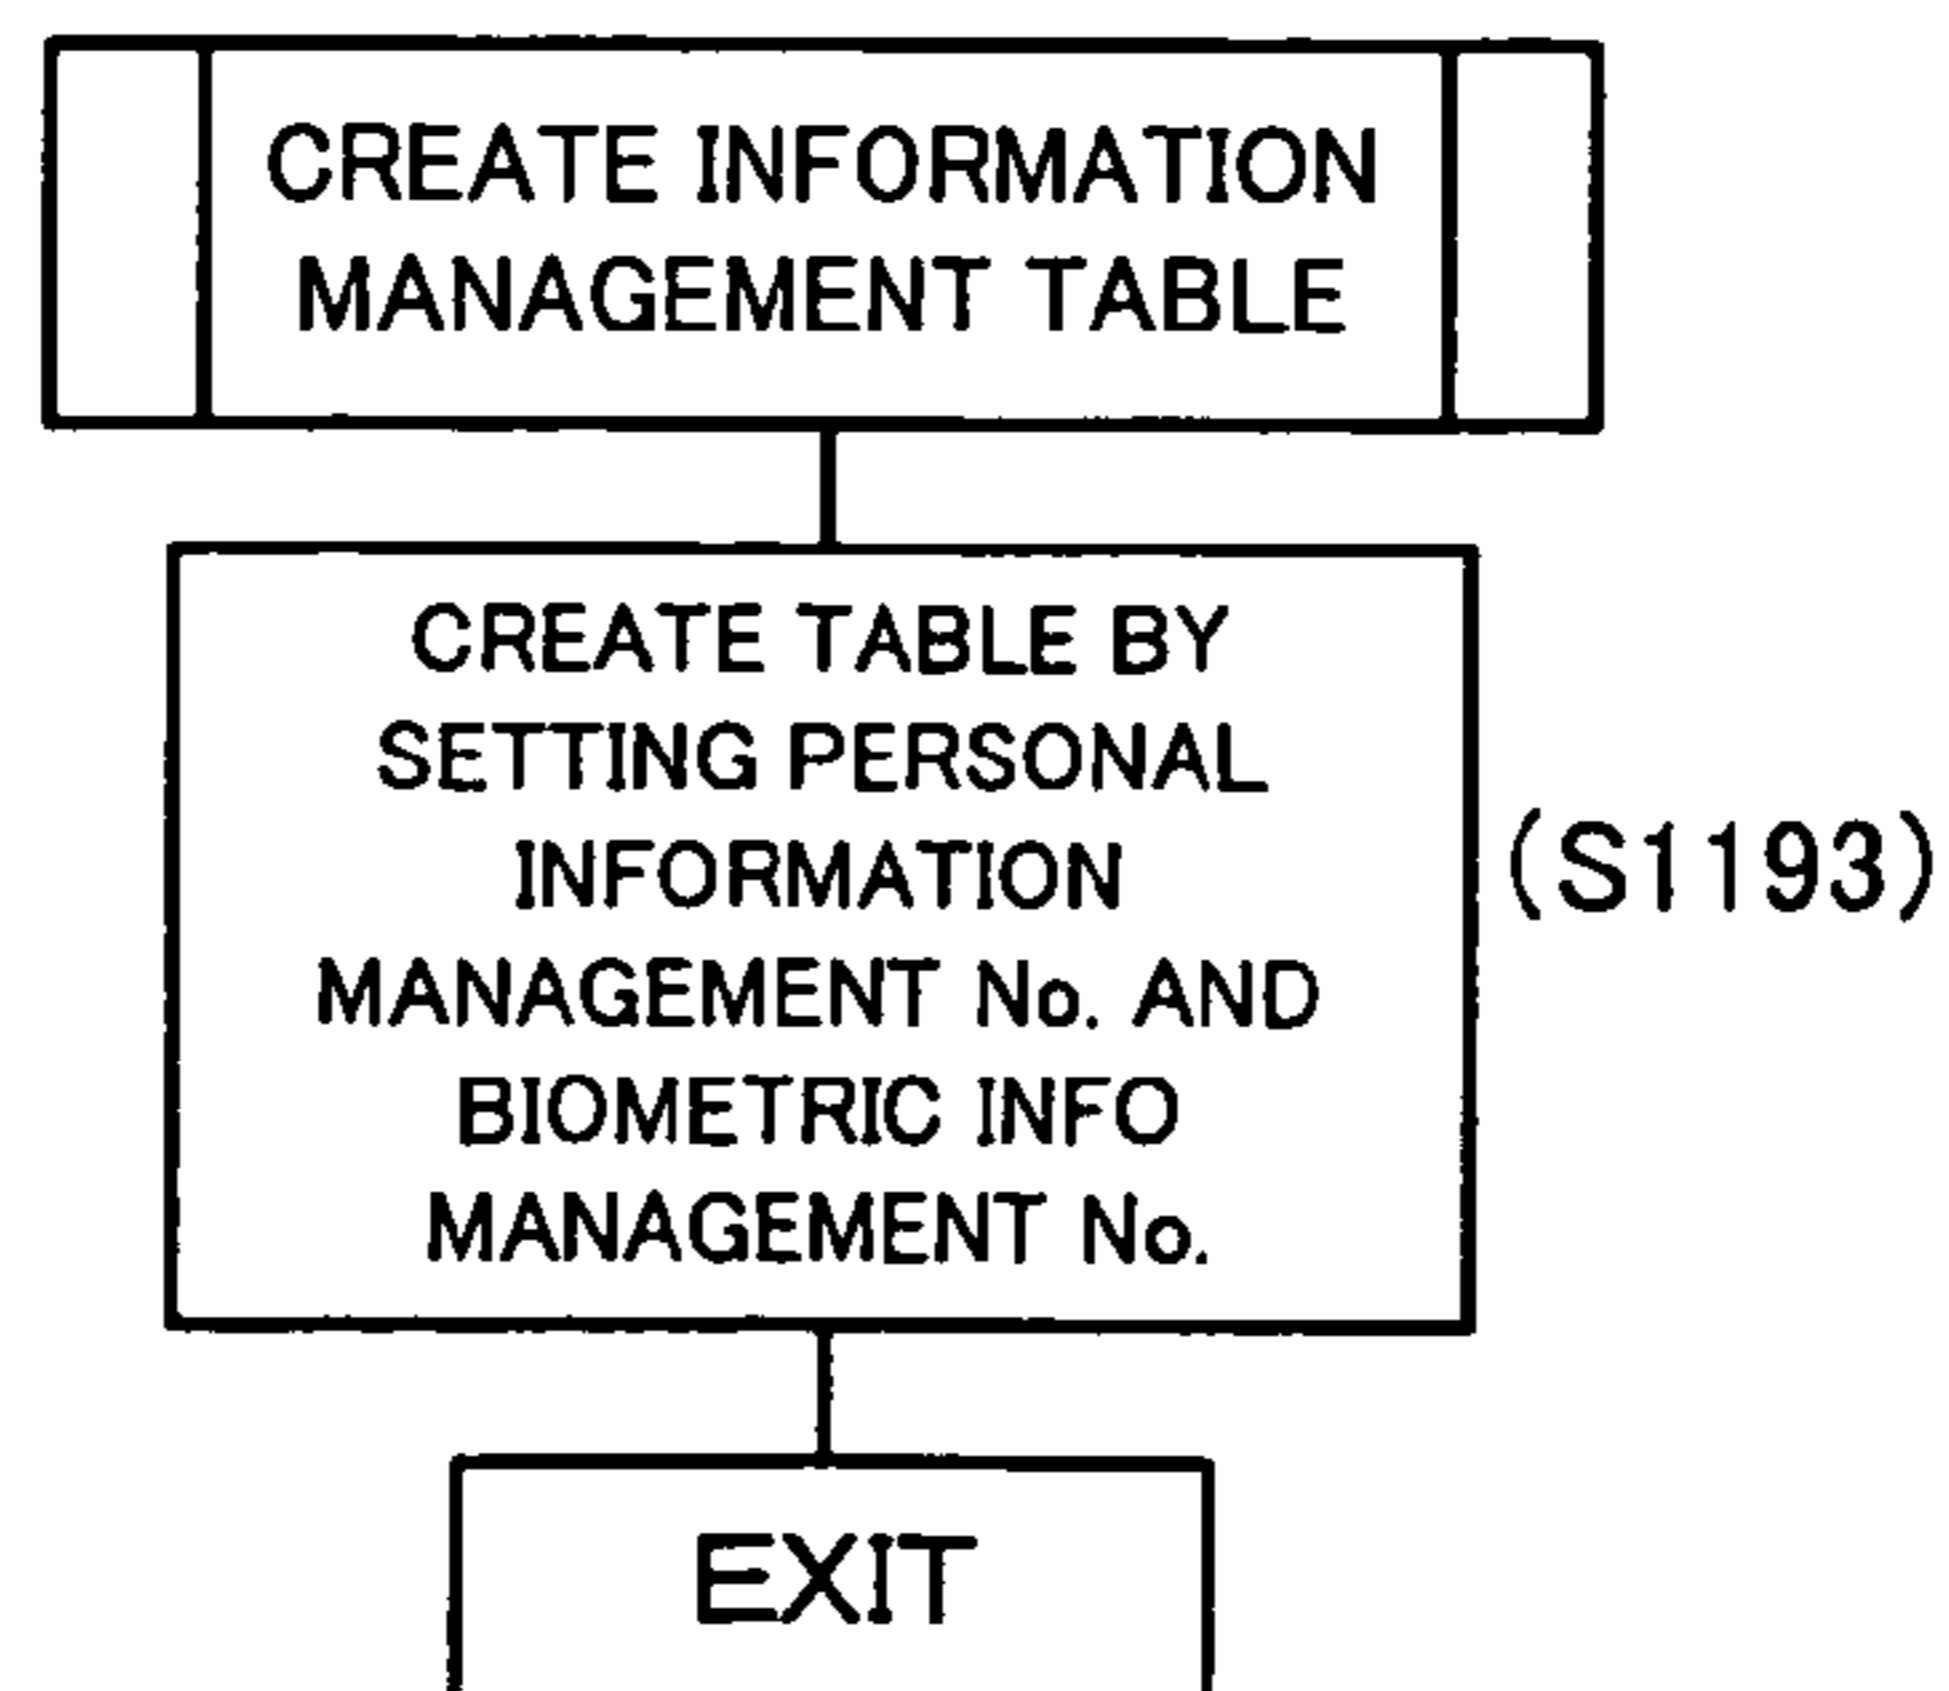 CREATE INFORMATION
MANAGEMENT TABLE
CREATE TABLE BY
SETTING PERSONAL
INFORMATION
MANAGEMENT No. AND
BIOMETRIC INFO
MANAGEMENT No.
(S1193)
EXIT